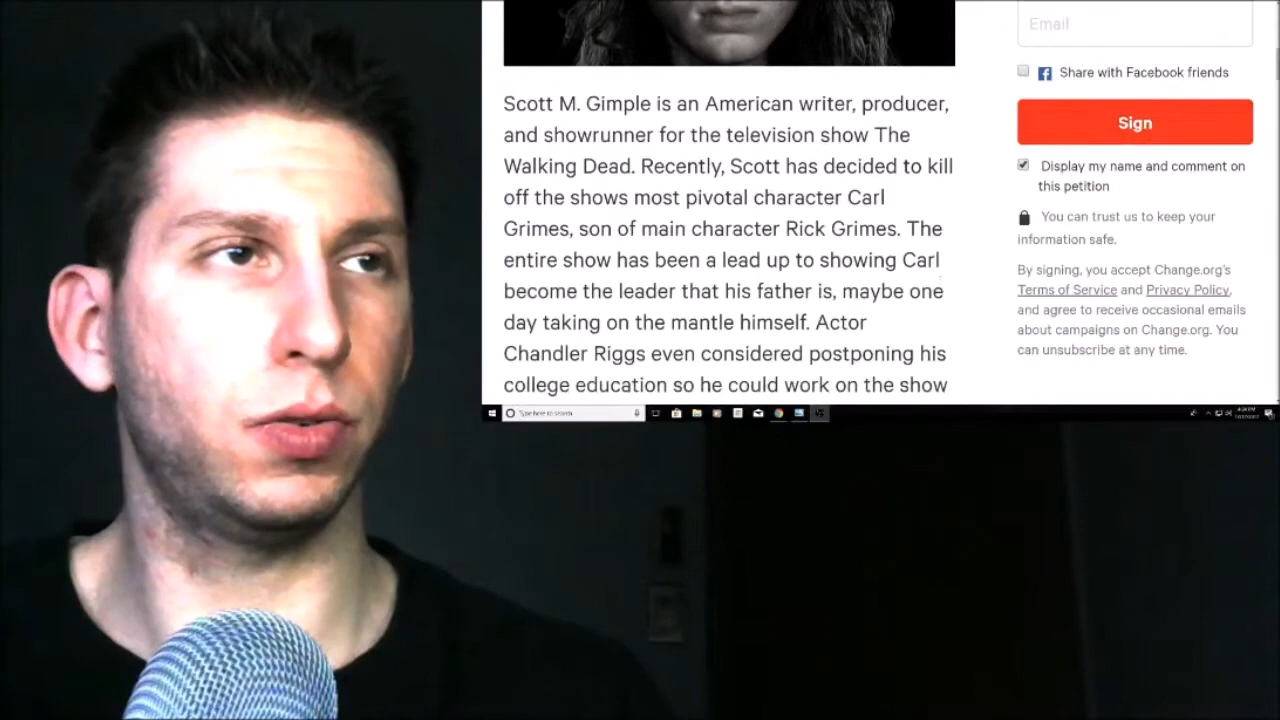 Scott M. Gimple is an American writer, producer,
and showrunner for the television show The
Walking Dead. Recently, Scott has decided to kill
off the shows most pivotal character Carl
Grimes, son of main character Rick Grimes. The
entire show has been a lead up to showing Carl
become the leader that his father is, maybe one
day taking on the mantle himself. Actor
Chandler Riggs even considered postponing his
college education so he could work on the show
Email
Share with Facebook friends
Sign
Display my name and comment on
this petition
You can trust us to keep your
information safe.
By signing, you accept Change.org's
Terms of Service and Privacy Policy,
and agree to receive occasional emails
about campaigns on Change.org. You
can unsubscribe at any time.
Type here to search